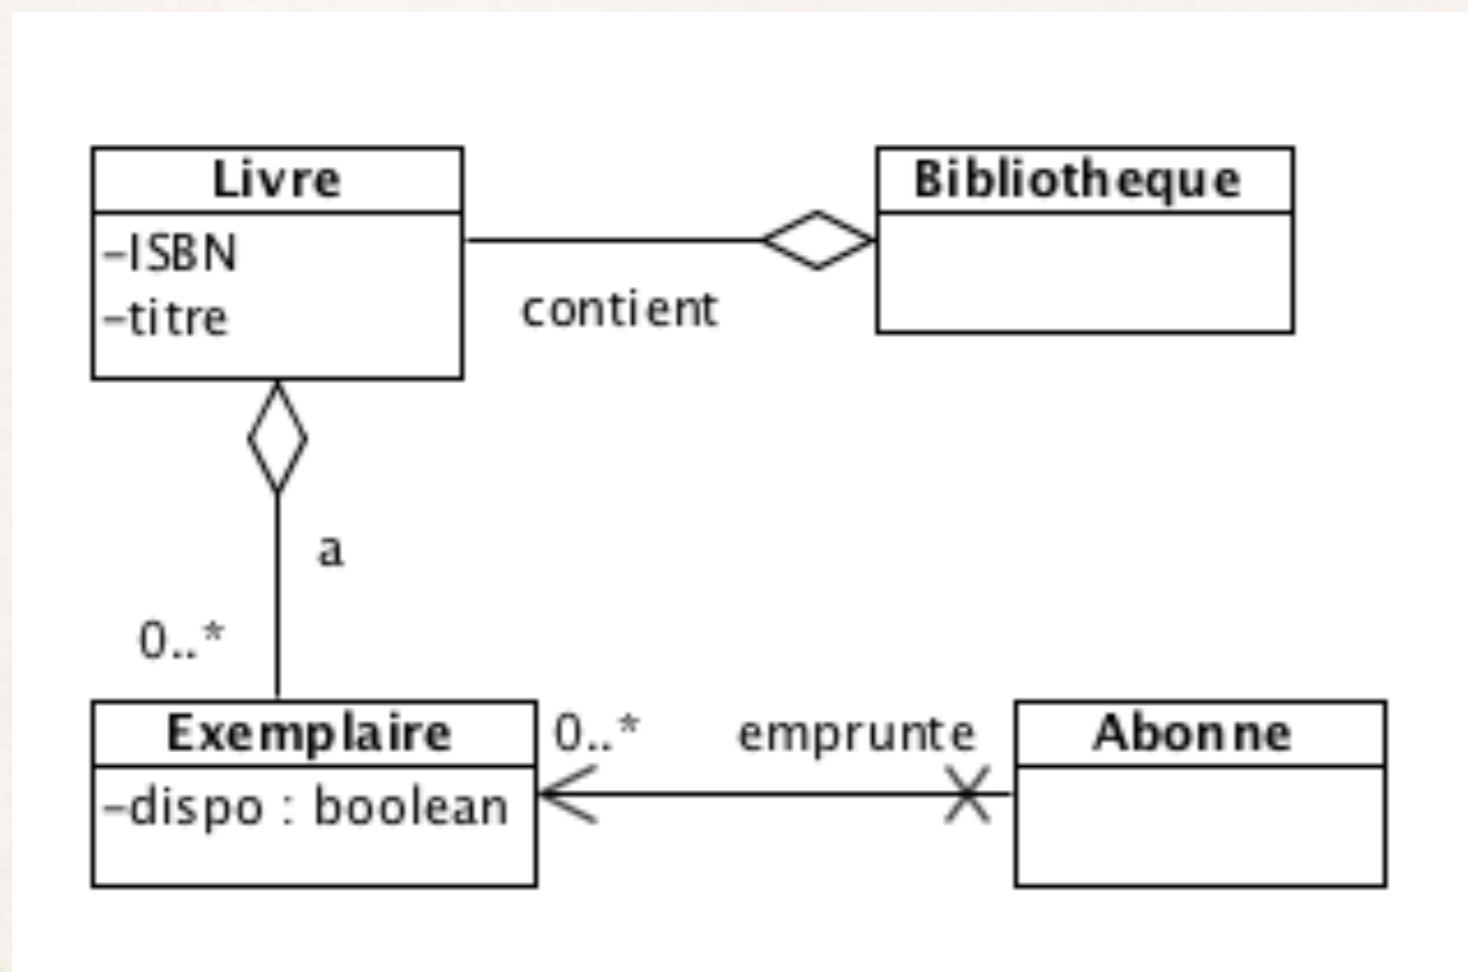 Livre
–ISBN
–titre
Bibliotheque
contient
a
0..*
Exemplaire
–dispo : boolean
0..*
emprunte
Abonne